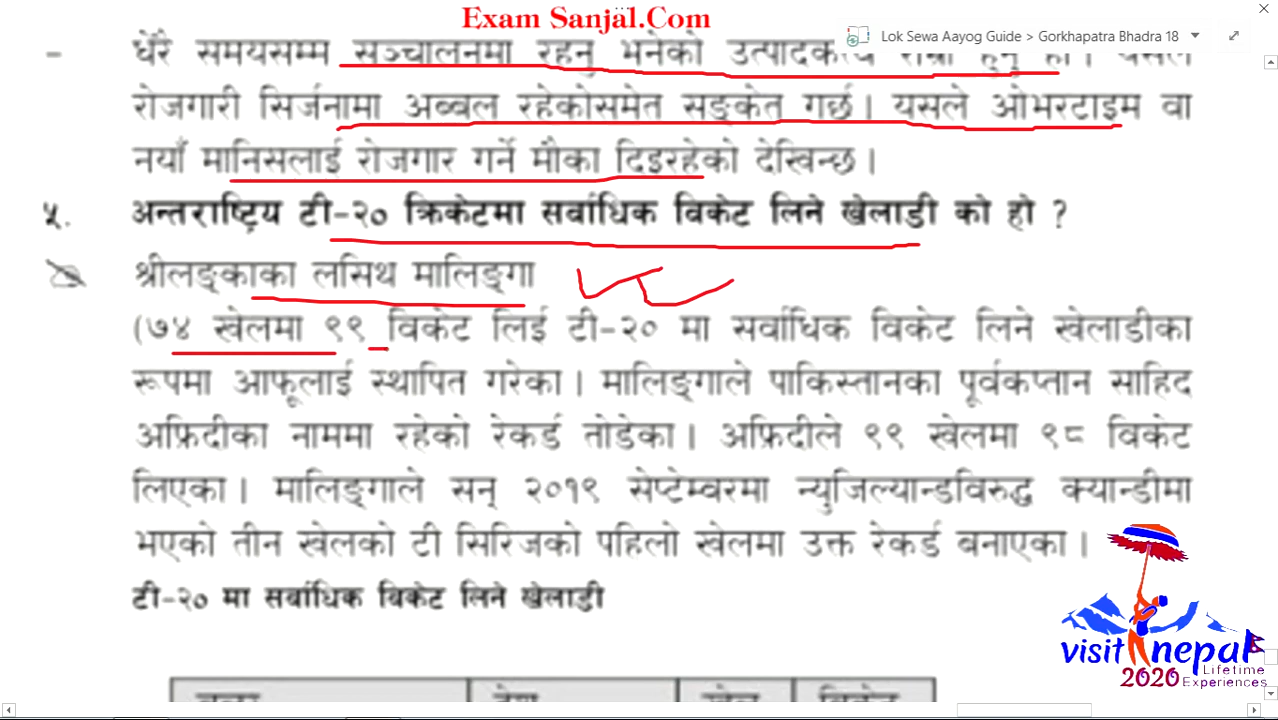 Exam Sanjal.Com
Lok Sewa Aayog Guide > Gorkhapatra Bhadra 18
- धेरै समयसम्म सञ्चालनमा रहनु भनेको उत्पादकत्व राम्रो हुनु हो। यसले
रोजगारी सिर्जनामा अब्बल रहेकोसमेत सङ्केत गर्छ। यसले ओभरटाइम वा
नयाँ मानिसलाई रोजगार गर्ने मौका दिइरहेको देखिन्छ।
५. अन्तराष्ट्रिय टी-२० क्रिकेटमा सर्वाधिक विकेट लिने खेलाडी को हो ?
श्रीलङ्काका लसिथ मालिङ्गा
(७४ खेलमा ९९ विकेट लिई टी-२० मा सर्वाधिक विकेट लिने खेलाडीका
रूपमा आफूलाई स्थापित गरेका। मालिङ्गाले पाकिस्तानका पूर्वकप्तान साहिद
अफ्रिदीका नाममा रहेको रेकर्ड तोडेका। अफ्रिदीले ९९ खेलमा ९८ विकेट
लिएका। मालिङ्गाले सन् २०१९ सेप्टेम्वरमा न्युजिल्यान्डविरुद्ध क्यान्डीमा
भएको तीन खेलको टी सिरिजको पहिलो खेलमा उक्त रेकर्ड बनाएका।
टी-२० मा सर्वाधिक विकेट लिने खेलाडी
देश खेल विकेट
visit nepal
2020 Lifetime
Experiences